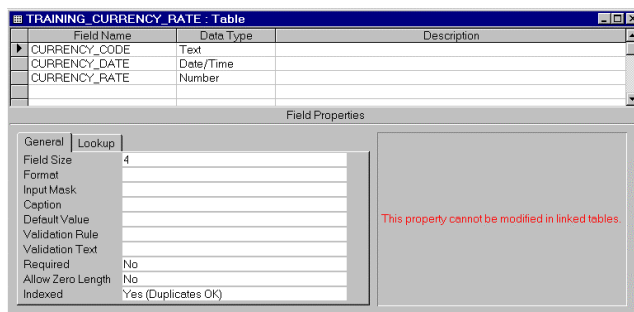 TRAINING_CURRENCY_RATE : Table
Field Name Data Type Description
CURRENCY_CODE Text
CURRENCY_DATE Date/Time
CURRENCY_RATE Number
Field Properties
General Lookup
Field Size 4
Format
Input Mask
Caption
Default Value
Validation Rule
Validation Text
Required No
Allow Zero Length No
Indexed Yes (Duplicates OK)
This property cannot be modified in linked tables.